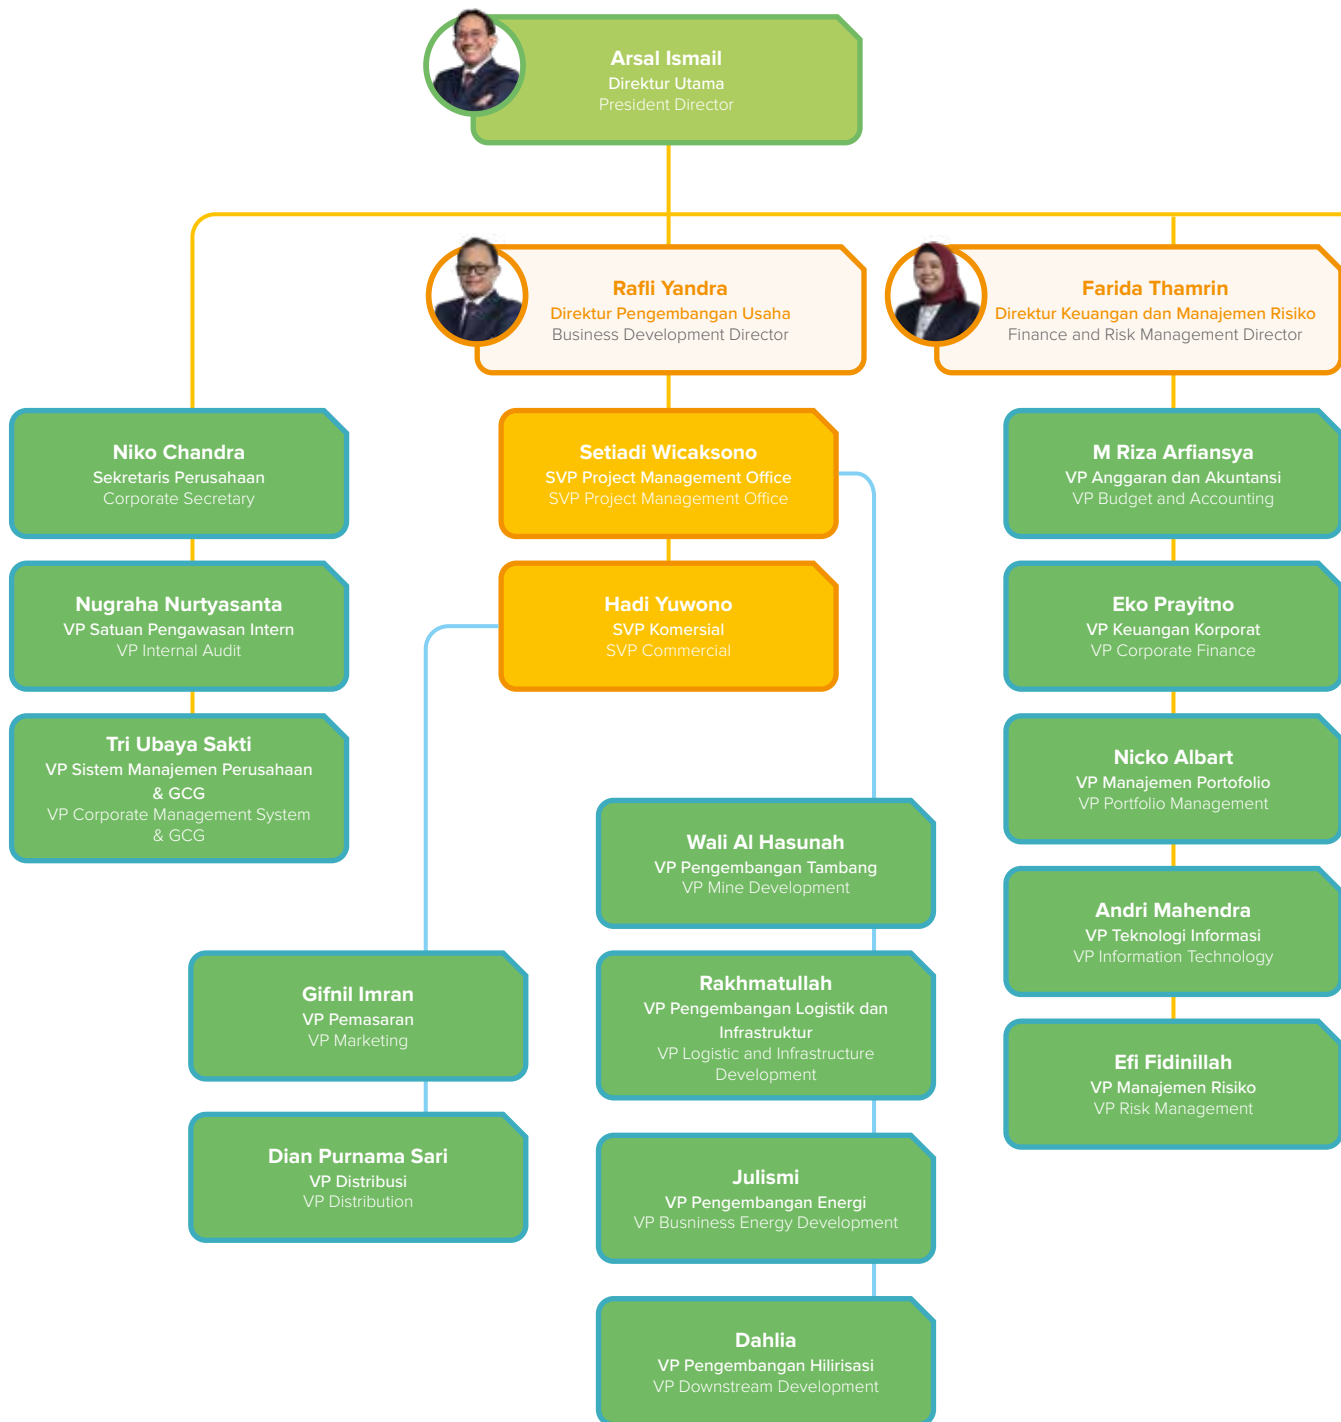 Arsal Ismail
Direktur Utama
President Director
Rafli Yandra
Direktur Pengembangan Usaha
Business Development Director
Farida Thamrin
Direktur Keuangan dan Manajemen Risiko
Finance and Risk Management Director
Niko Chandra
Sekretaris Perusahaan
Corporate Secretary
Nugraha Nurtyasanta
VP Satuan Pengawasan Intern
VP Internal Audit
Tri Ubaya Sakti
VP Sistem Manajemen Perusahaan
& GCG
VP Corporate Management System
& GCG
Setiadi Wicaksono
SVP Project Management Office
SVP Project Management Office
Hadi Yuwono
SVP Komersial
SVP Commercial
Gifnil Imran
VP Pemasaran
VP Marketing
Dian Purnama Sari
VP Distribusi
VP Distribution
Wali Al Hasunah
VP Pengembangan Tambang
VP Mine Development
Rakhmatullah
VP Pengembangan Logistik dan
Infrastruktur
VP Logistic and Infrastructure
Development
Julismi
VP Pengembangan Energi
VP Busniness Energy Development
Dahlia
VP Pengembangan Hilirisasi
VP Downstream Development
M Riza Arfiansya
VP Anggaran dan Akuntansi
VP Budget and Accounting
Eko Prayitno
VP Keuangan Korporat
VP Corporate Finance
Nicko Albart
VP Manajemen Portofolio
VP Portfolio Management
Andri Mahendra
VP Teknologi Informasi
VP Information Technology
Efi Fidinillah
VP Manajemen Risiko
VP Risk Management